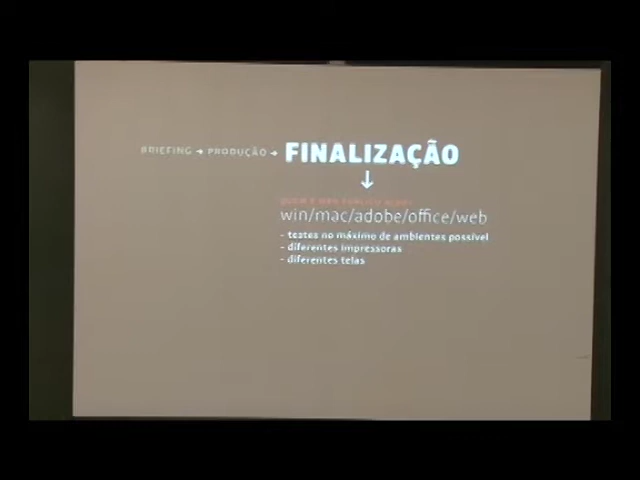 BRIEFING → PRODUÇÃO → FINALIZAÇÃO
↓
win/mac/adobe/office/web
- testes no máximo de ambientes possível
- diferentes impressoras
- diferentes telas